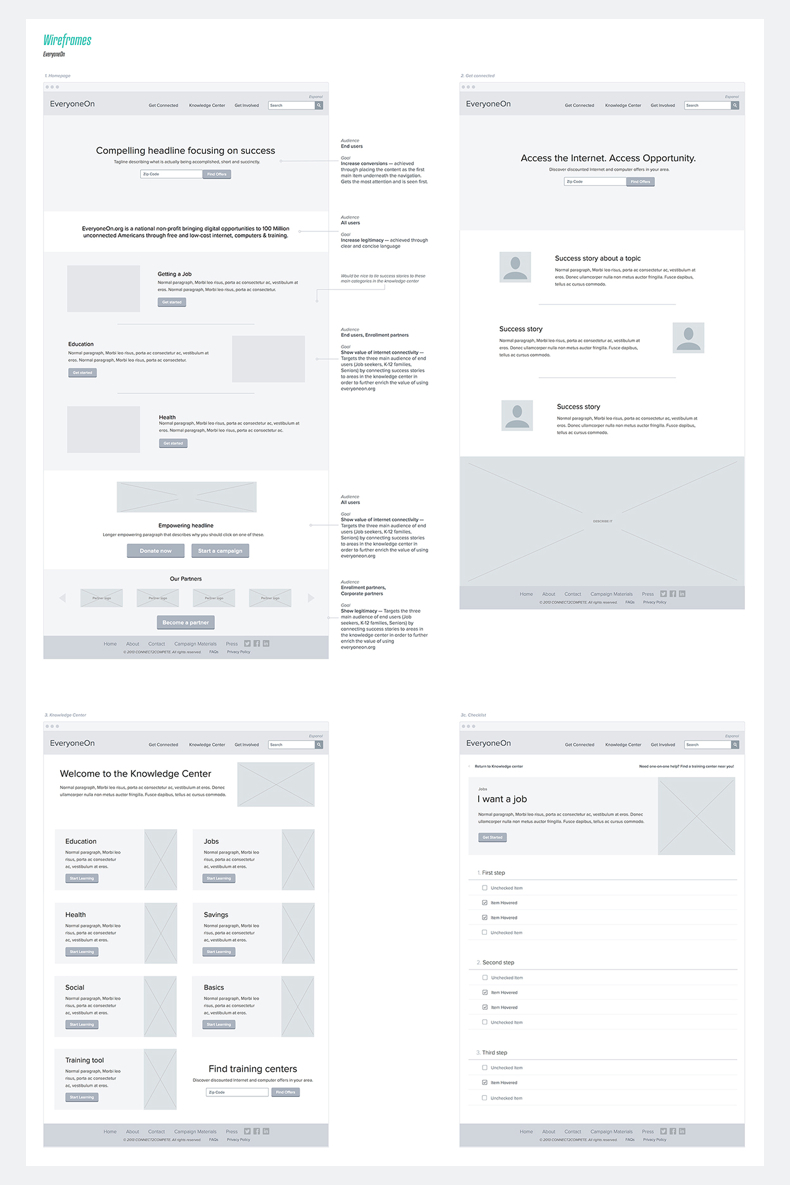 Wireframes
EveryoneOn
1. Homepage
Espanol
EveryoneOn
Get Connected
Knowledge Center
Get Involved
Search
Compelling headline focusing on success
Tagline describing what is actually being accomplished, short and succinctly.
Zip Code
Find Offers
EveryoneOn.org is a national non-profit bringing digital opportunities to 100 Million
unconnected Americans through free and low-cost internet, computers & training.
Getting a Job
Normal paragraph, Morbi leo risus, porta ac consectetur ac, vestibulum at
eros. Normal paragraph, Morbi leo risus, porta ac consectetur.
Get started
Education
Normal paragraph, Morbi leo risus, porta ac consectetur ac, vestibulum at
eros. Normal paragraph, Morbi leo risus, porta ac consectetur.
Get started
Health
Normal paragraph, Morbi leo risus, porta ac consectetur ac, vestibulum at
eros. Normal paragraph, Morbi leo risus, porta ac consectetur ac.
Get started
Empowering headline
Longer empowering paragraph that describes why you should click on one of these.
Donate now
Start a campaign
Our Partners
Partner logo
Partner logo
Partner logo
Partner logo
Become a partner
Home
About
Contact
Campaign Materials
Press
© 2013 CONNECT2COMPETE. All rights reserved
FAQs
Privacy Policy
Audience
End users
Goal
Increase conversions — achieved
through placing the content as the first
main item underneath the navigation.
Gets the most attention and is seen first.
Audience
All users
Goal
Increase legitimacy — achieved through
clear and concise language
Would be nice to tie success stories to these
main categories in the knowledge center
Audience
End users, Enrollment partners
Goal
Show value of internet connectivity —
Targets the three main audience of end
users (Job seekers, K-12 families,
Seniors) by connecting success stories
to areas in the knowledge center in
order to further enrich the value of using
everyoneon.org
Audience
All users
Goal
Show value of internet connectivity —
Targets the three main audience of end
users (Job seekers, K-12 families,
Seniors) by connecting success stories
to areas in the knowledge center in
order to further enrich the value of using
everyoneon.org
Audience
Enrollment partners,
Corporate partners
Goal
Show legitimacy — Targets the three
main audience of end users (Job
seekers, K-12 families, Seniors) by
connecting success stories to areas in
the knowledge center in order to further
enrich the value of using
everyoneon.org
2. Get connected
Espanol
EveryoneOn
Get Connected
Knowledge Center
Get Involved
Search
Access the Internet. Access Opportunity.
Discover discounted Internet and computer offers in your area.
Zip Code
Find Offers
Success story about a topic
Normal paragraph, Morbi leo risus, porta ac consectetur ac, vestibulum at
eros. Donec ullamcorper nulla non metus auctor fringilla. Fusce dapibus,
tellus ac cursus commodo.
Success story
Normal paragraph, Morbi leo risus, porta ac consectetur ac, vestibulum at
eros. Donec ullamcorper nulla non metus auctor fringilla. Fusce dapibus,
tellus ac cursus commodo.
Success story
Normal paragraph, Morbi leo risus, porta ac consectetur ac, vestibulum at
eros. Donec ullamcorper nulla non metus auctor fringilla. Fusce dapibus,
tellus ac cursus commodo.
Home
About
Contact
Campaign Materials
Press
© 2013 CONNECT2COMPETE. All rights reserved
FAQs
Privacy Policy
3. Knowledge Center
Espanol
EveryoneOn
Get Connected
Knowledge Center
Get Involved
Search
Welcome to the Knowledge Center
Normal paragraph, Morbi leo risus, porta ac consectetur ac, vestibulum at eros. Donec
ullamcorper nulla non metus auctor fringilla. Fusce dapibus, tellus ac cursus commodo.
Education
Normal paragraph, Morbi leo
risus, porta ac consectetur
ac, vestibulum at eros.
Start Learning
Jobs
Normal paragraph, Morbi leo
risus, porta ac consectetur
ac, vestibulum at eros.
Start Learning
Health
Normal paragraph, Morbi leo
risus, porta ac consectetur
ac, vestibulum at eros.
Start Learning
Savings
Normal paragraph, Morbi leo
risus, porta ac consectetur
ac, vestibulum at eros.
Start Learning
Social
Normal paragraph, Morbi leo
risus, porta ac consectetur
ac, vestibulum at eros.
Start Learning
Basics
Normal paragraph, Morbi leo
risus, porta ac consectetur
ac, vestibulum at eros.
Start Learning
Training tool
Normal paragraph, Morbi leo
risus, porta ac consectetur
ac, vestibulum at eros.
Start Learning
Find training centers
Discover discounted Internet and computer offers in your area.
Zip Code
Find Offers
Home
About
Contact
Campaign Materials
Press
© 2013 CONNECT2COMPETE. All rights reserved
FAQs
Privacy Policy
Checklist
Espanol
EveryoneOn
Get Connected
Knowledge Center
Get Involved
Search
Return to Knowledge center
Need one-on-one help? Find a training center near you!
Jobs
I want a job
Normal paragraph, Morbi leo risus, porta ac consectetur ac, vestibulum at eros. Donec
ullamcorper nulla non metus auctor fringilla. Fusce dapibus, tellus ac cursus commodo.
Get Started
1. First step
Unchecked item
Item Hovered
Item Hovered
Unchecked item
2. Second step
Unchecked item
Item Hovered
Item Hovered
Unchecked item
3. Third step
Unchecked item
Item Hovered
Unchecked item
Home
About
Contact
Campaign Materials
Press
© 2013 CONNECT2COMPETE. All rights reserved
FAQs
Privacy Policy